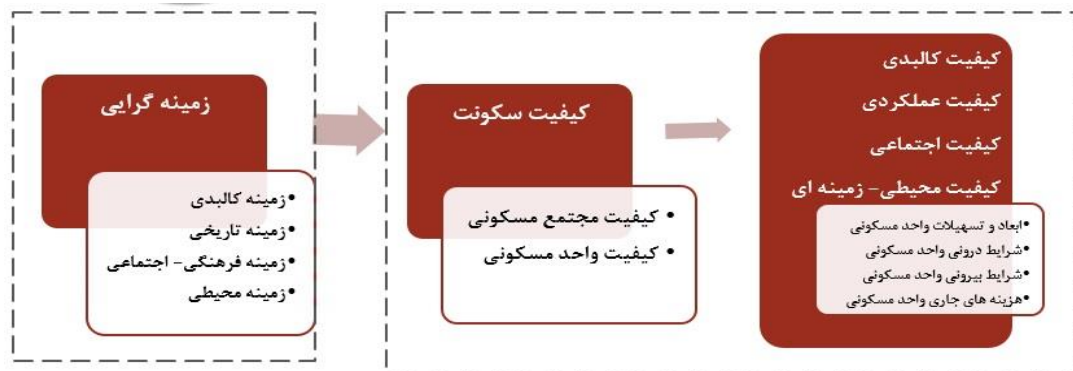 زمینه گرایی
•زمینه کالبدی
•زمینه تاریخی
•زمینه فرهنگی- اجتماعی
•زمینه محیطی
کیفیت سکونت
• کیفیت مجتمع مسکونی
• کیفیت واحد مسکونی
کیفیت کالبدی
کیفیت عملکردی
کیفیت اجتماعی
کیفیت محیطی- زمینه ای
•ابعاد و تسهیلات واحد مسکونی
•شرایط درونی واحد مسکونی
•شرایط بیرونی واحد مسکونی
•هزینه های جاری واحد مسکونی